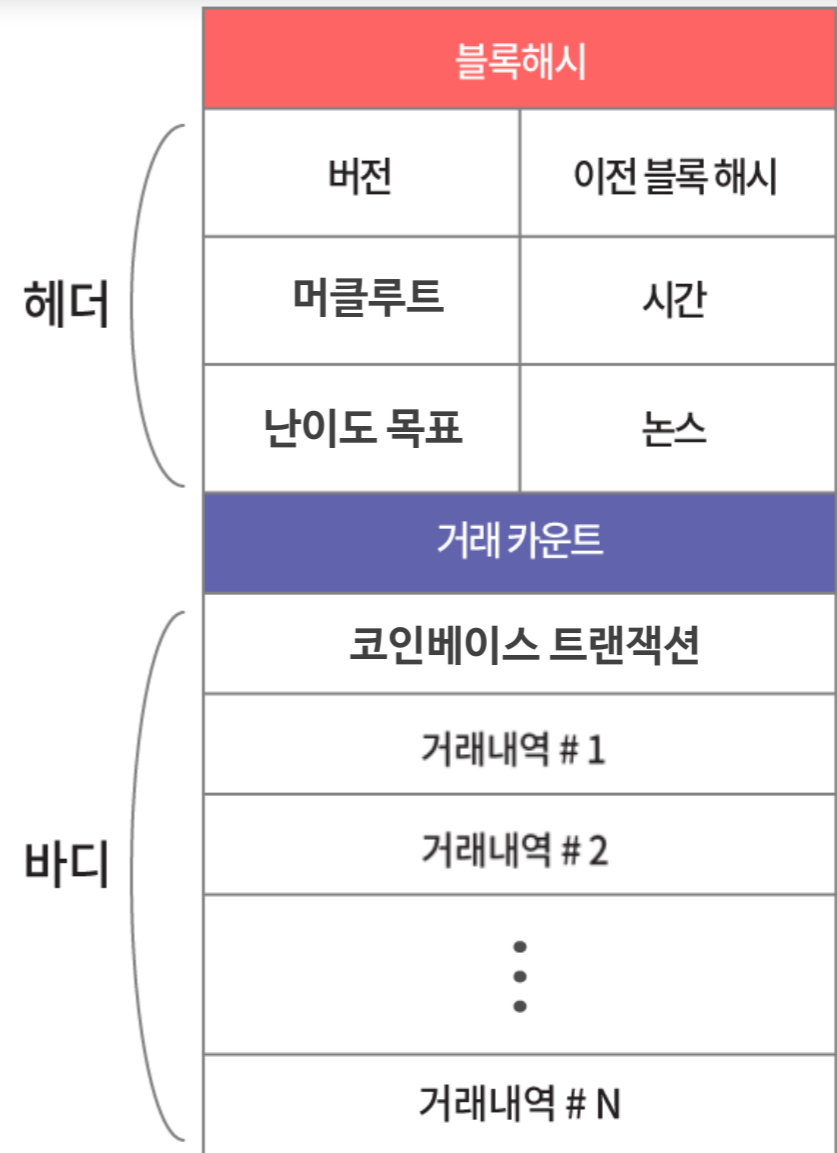 블록해시
헤더
버전
이전 블록 해시
머클루트
시간
난이도 목표
논스
거래 카운트
바디
코인베이스 트랜잭션
거래내역 # 1
거래내역 # 2
거래내역 # N